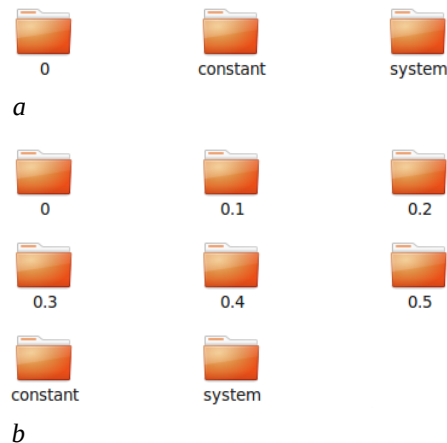 0 constant system
a
0 0.1 0.2
0.3 0.4 0.5
constant system
b